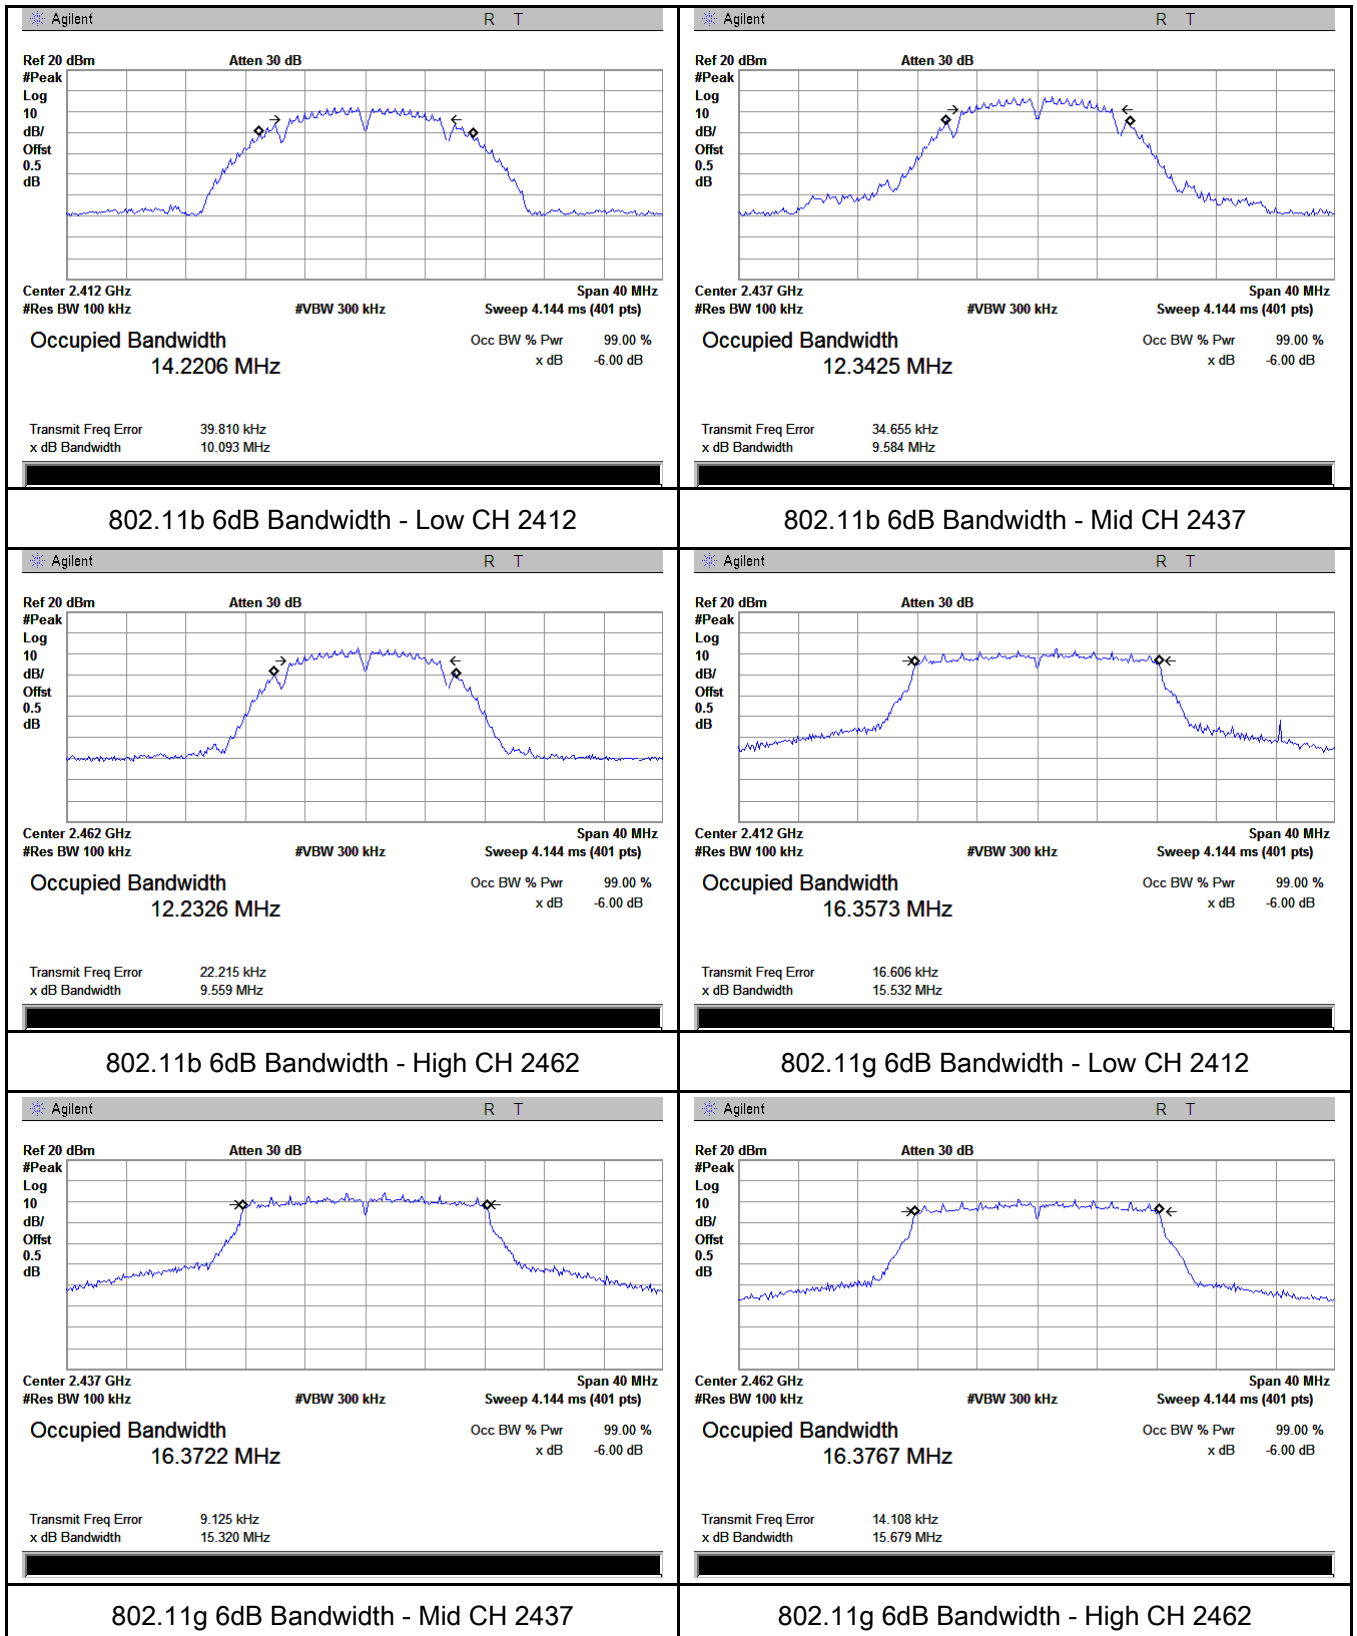 Agilent R T
Ref 20 dBm Atten 30 dB
#Peak
Log
10
dB/
Offst
0.5
dB
Center 2.412 GHz Span 40 MHz
#Res BW 100 kHz #VBW 300 kHz Sweep 4.144 ms (401 pts)
Occupied Bandwidth Occ BW % Pwr 99.00 %
14.2206 MHz x dB -6.00 dB
Transmit Freq Error 39.810 kHz
x dB Bandwidth 10.093 MHz
802.11b 6dB Bandwidth - Low CH 2412
Agilent R T
Ref 20 dBm Atten 30 dB
#Peak
Log
10
dB/
Offst
0.5
dB
Center 2.437 GHz Span 40 MHz
#Res BW 100 kHz #VBW 300 kHz Sweep 4.144 ms (401 pts)
Occupied Bandwidth Occ BW % Pwr 99.00 %
12.3425 MHz x dB -6.00 dB
Transmit Freq Error 34.655 kHz
x dB Bandwidth 9.584 MHz
802.11b 6dB Bandwidth - Mid CH 2437
Agilent R T
Ref 20 dBm Atten 30 dB
#Peak
Log
10
dB/
Offst
0.5
dB
Center 2.462 GHz Span 40 MHz
#Res BW 100 kHz #VBW 300 kHz Sweep 4.144 ms (401 pts)
Occupied Bandwidth Occ BW % Pwr 99.00 %
12.2326 MHz x dB -6.00 dB
Transmit Freq Error 22.215 kHz
x dB Bandwidth 9.559 MHz
802.11b 6dB Bandwidth - High CH 2462
Agilent R T
Ref 20 dBm Atten 30 dB
#Peak
Log
10
dB/
Offst
0.5
dB
Center 2.412 GHz Span 40 MHz
#Res BW 100 kHz #VBW 300 kHz Sweep 4.144 ms (401 pts)
Occupied Bandwidth Occ BW % Pwr 99.00 %
16.3573 MHz x dB -6.00 dB
Transmit Freq Error 16.606 kHz
x dB Bandwidth 15.532 MHz
802.11g 6dB Bandwidth - Low CH 2412
Agilent R T
Ref 20 dBm Atten 30 dB
#Peak
Log
10
dB/
Offst
0.5
dB
Center 2.437 GHz Span 40 MHz
#Res BW 100 kHz #VBW 300 kHz Sweep 4.144 ms (401 pts)
Occupied Bandwidth Occ BW % Pwr 99.00 %
16.3722 MHz x dB -6.00 dB
Transmit Freq Error 9.125 kHz
x dB Bandwidth 15.320 MHz
802.11g 6dB Bandwidth - Mid CH 2437
Agilent R T
Ref 20 dBm Atten 30 dB
#Peak
Log
10
dB/
Offst
0.5
dB
Center 2.462 GHz Span 40 MHz
#Res BW 100 kHz #VBW 300 kHz Sweep 4.144 ms (401 pts)
Occupied Bandwidth Occ BW % Pwr 99.00 %
16.3767 MHz x dB -6.00 dB
Transmit Freq Error 14.108 kHz
x dB Bandwidth 15.679 MHz
802.11g 6dB Bandwidth - High CH 2462